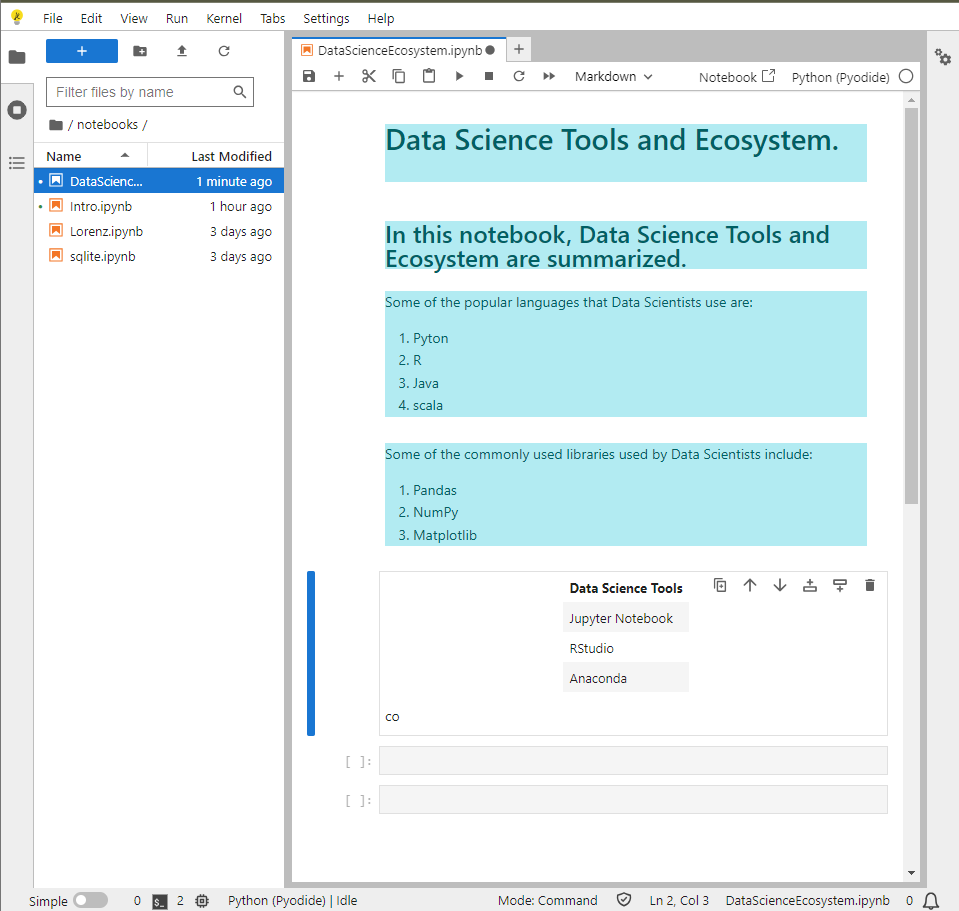 File Edit View Run Kernel Tabs Settings Help
+
Filter files by name
/ notebooks /
Name Last Modified
DataScienc... 1 minute ago
Intro.ipynb 1 hour ago
Lorenz.ipynb 3 days ago
sqlite.ipynb 3 days ago
DataScienceEcosystem.ipynb
Markdown Notebook Python (Pyodide)
Data Science Tools and Ecosystem.
In this notebook, Data Science Tools and
Ecosystem are summarized.
Some of the popular languages that Data Scientists use are:
1. Pyton
2. R
3. Java
4. scala
Some of the commonly used libraries used by Data Scientists include:
1. Pandas
2. NumPy
3. Matplotlib
Data Science Tools
Jupyter Notebook
RStudio
Anaconda
co
[ ]:
[ ]:
Simple 0 2 Python (Pyodide) | Idle Mode: Command Ln 2, Col 3 DataScienceEcosystem.ipynb 0